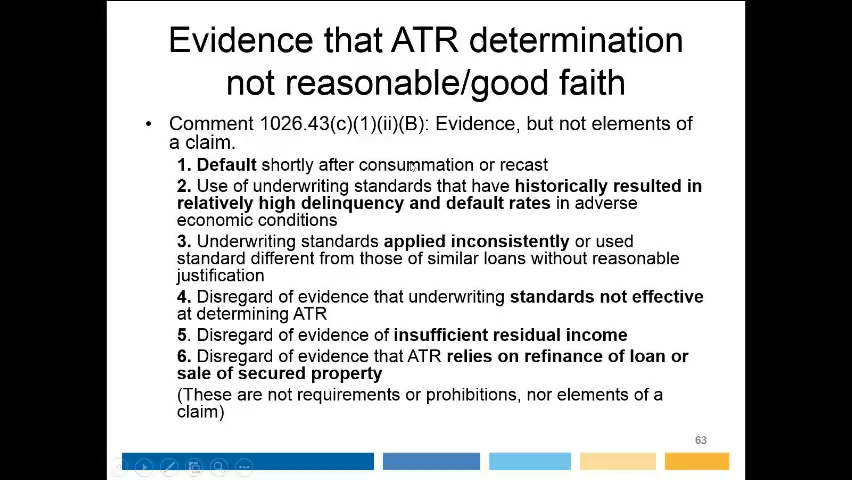 Evidence that ATR determination
not reasonable/good faith
• Comment 1026.43(c)(1)(ii)(B): Evidence, but not elements of
a claim.
1. Default shortly after consummation or recast
2. Use of underwriting standards that have historically resulted in
relatively high delinquency and default rates in adverse
economic conditions
3. Underwriting standards applied inconsistently or used
standard different from those of similar loans without reasonable
justification
4. Disregard of evidence that underwriting standards not effective
at determining ATR
5. Disregard of evidence of insufficient residual income
6. Disregard of evidence that ATR relies on refinance of loan or
sale of secured property
(These are not requirements or prohibitions, nor elements of a
claim)
63